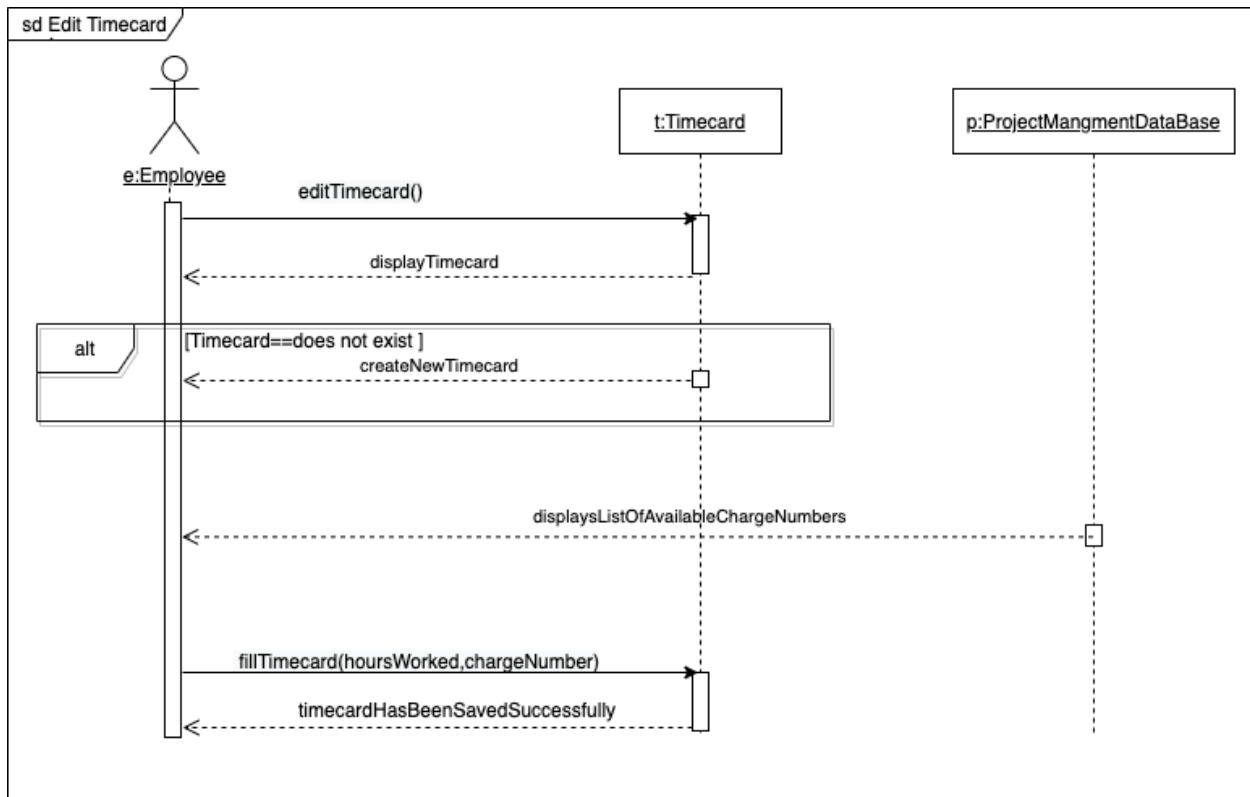 sd Edit Timecard
e:Employee
t:Timecard
p:ProjectMangmentDataBase
editTimecard()
displayTimecard
alt
[Timecard==does not exist ]
createNewTimecard
displaysListOfAvailableChargeNumbers
fillTimecard(hoursWorked,chargeNumber)
timecardHasBeenSavedSuccessfully